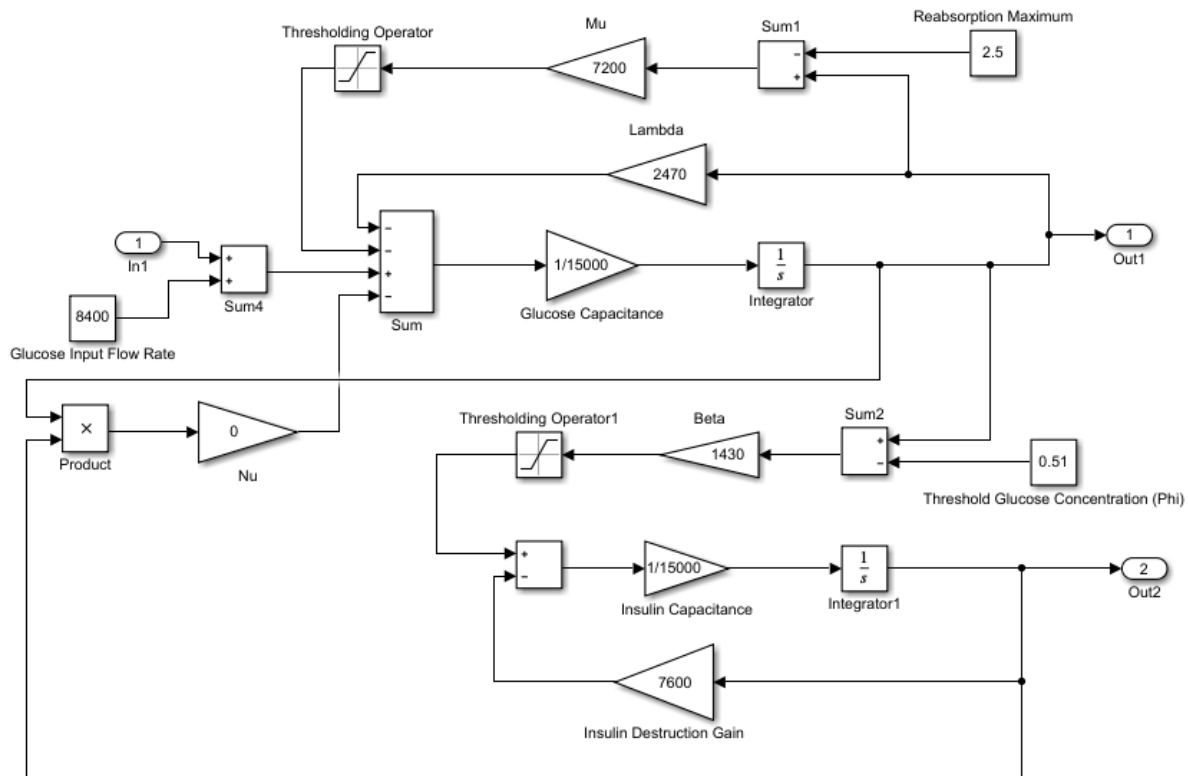 Reabsorption Maximum
Mu
Sum1
Thresholding Operator
−
2.5
7200
+
Lambda
2470
−
1
−
1
In1
+
+
1/15000
1
s
Out1
+
−
Integrator
Sum4
Glucose Capacitance
8400
Sum
Glucose Input Flow Rate
Thresholding Operator1
Beta
Sum2
×
0
+
1430
0.51
−
Product
Nu
Threshold Glucose Concentration (Phi)
+
−
1/15000
1
s
2
Out2
Insulin Capacitance
Integrator1
7600
Insulin Destruction Gain